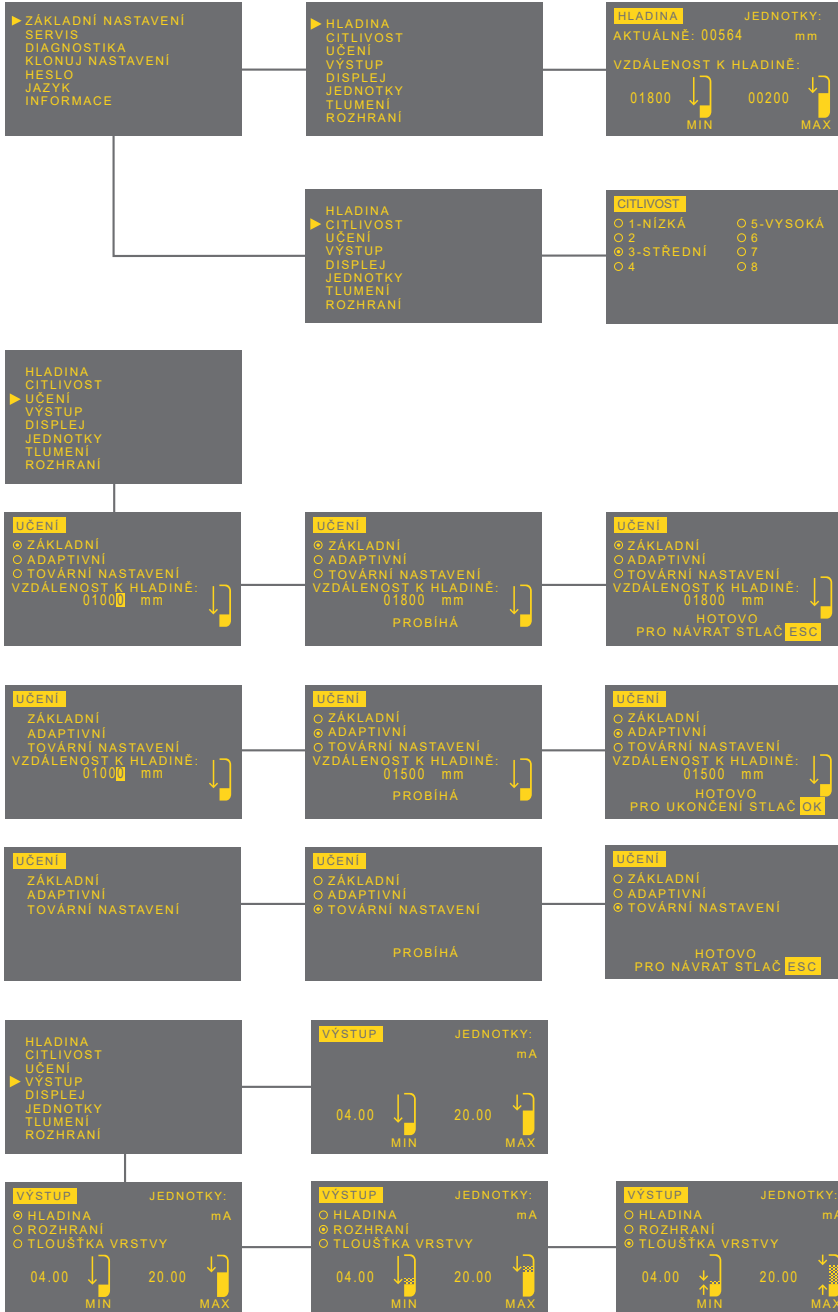 ZÁKLADNÍ NASTAVENÍ
SERVIS
DIAGNOSTIKA
KLONUJ NASTAVENÍ
HESLO
JAZYK
INFORMACE
HLADINA
CITLIVOST
UČENÍ
VÝSTUP
DISPLEJ
JEDNOTKY
TLUMENÍ
ROZHRANÍ
HLADINA JEDNOTKY:
AKTUÁLNĚ: 00564 mm
VZDÁLENOST K HLADINĚ:
01800 00200
MIN MAX
HLADINA
CITLIVOST
UČENÍ
VÝSTUP
DISPLEJ
JEDNOTKY
TLUMENÍ
ROZHRANÍ
CITLIVOST
1-NÍZKÁ 5-VYSOKÁ
2 6
3-STŘEDNÍ 7
4 8
HLADINA
CITLIVOST
UČENÍ
VÝSTUP
DISPLEJ
JEDNOTKY
TLUMENÍ
ROZHRANÍ
UČENÍ
ZÁKLADNÍ
ADAPTIVNÍ
TOVÁRNÍ NASTAVENÍ
VZDÁLENOST K HLADINĚ:
01000 mm
UČENÍ
ZÁKLADNÍ
ADAPTIVNÍ
TOVÁRNÍ NASTAVENÍ
VZDÁLENOST K HLADINĚ:
01800 mm
PROBÍHÁ
UČENÍ
ZÁKLADNÍ
ADAPTIVNÍ
TOVÁRNÍ NASTAVENÍ
VZDÁLENOST K HLADINĚ:
01800 mm
HOTOVO
PRO NÁVRAT STLAČ ESC
UČENÍ
ZÁKLADNÍ
ADAPTIVNÍ
TOVÁRNÍ NASTAVENÍ
VZDÁLENOST K HLADINĚ:
01000 mm
UČENÍ
ZÁKLADNÍ
ADAPTIVNÍ
TOVÁRNÍ NASTAVENÍ
VZDÁLENOST K HLADINĚ:
01500 mm
PROBÍHÁ
UČENÍ
ZÁKLADNÍ
ADAPTIVNÍ
TOVÁRNÍ NASTAVENÍ
VZDÁLENOST K HLADINĚ:
01500 mm
HOTOVO
PRO UKONČENÍ STLAČ OK
UČENÍ
ZÁKLADNÍ
ADAPTIVNÍ
TOVÁRNÍ NASTAVENÍ
UČENÍ
ZÁKLADNÍ
ADAPTIVNÍ
TOVÁRNÍ NASTAVENÍ
PROBÍHÁ
UČENÍ
ZÁKLADNÍ
ADAPTIVNÍ
TOVÁRNÍ NASTAVENÍ
HOTOVO
PRO NÁVRAT STLAČ ESC
HLADINA
CITLIVOST
UČENÍ
VÝSTUP
DISPLEJ
JEDNOTKY
TLUMENÍ
ROZHRANÍ
VÝSTUP JEDNOTKY:
mA
04.00 20.00
MIN MAX
VÝSTUP JEDNOTKY:
HLADINA mA
ROZHRANÍ
TLOUŠŤKA VRSTVY
04.00 20.00
MIN MAX
VÝSTUP JEDNOTKY:
HLADINA mA
ROZHRANÍ
TLOUŠŤKA VRSTVY
04.00 20.00
MIN MAX
VÝSTUP JEDNOTKY:
HLADINA mA
ROZHRANÍ
TLOUŠŤKA VRSTVY
04.00 20.00
MIN MAX